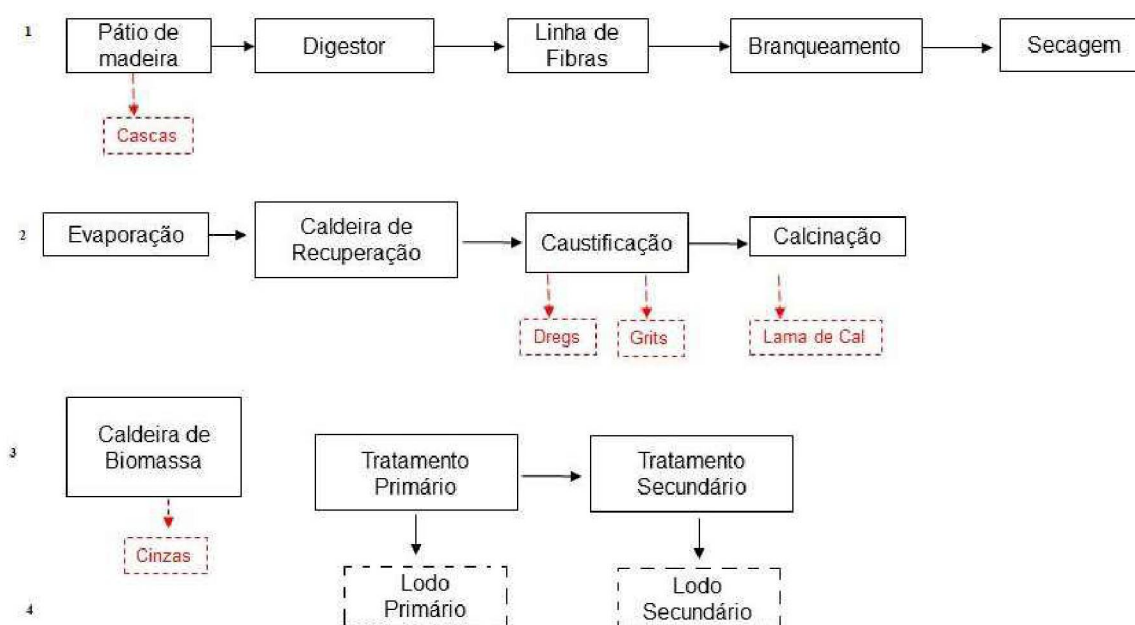 1
Pátio de
madeira
Digestor
Linha de
Fibras
Branqueamento
Secagem
Cascas
2
Evaporação
Caldeira de
Recuperação
Caustificação
Calcinação
Dregs
Grits
Lama de Cal
3
Caldeira de
Biomassa
Tratamento
Primário
Tratamento
Secundário
Cinzas
4
Lodo
Primário
Lodo
Secundário